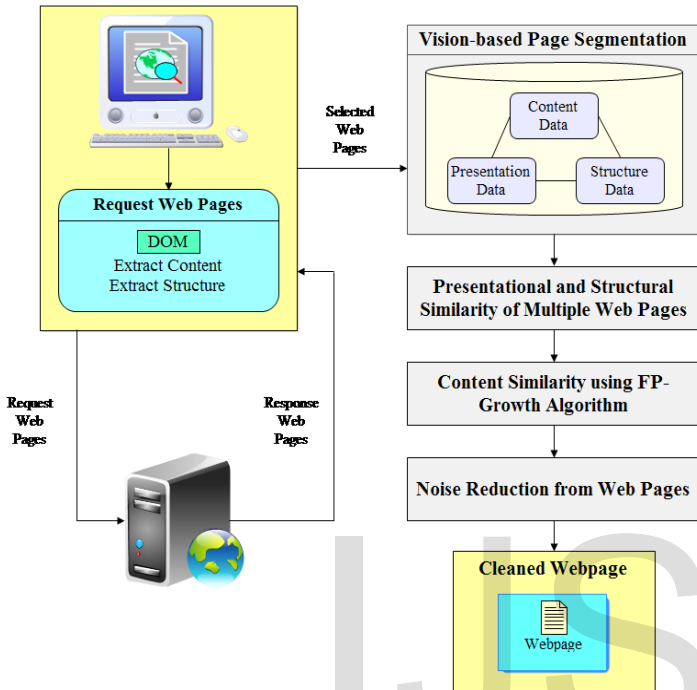 Request Web Pages
DOM
Extract Content
Extract Structure
Request
Web
Pages
Response
Web
Pages
Selected
Web
Pages
Vision-based Page Segmentation
Content
Data
Presentation
Data
Structure
Data
Presentational and Structural
Similarity of Multiple Web Pages
Content Similarity using FP-
Growth Algorithm
Noise Reduction from Web Pages
Cleaned Webpage
Webpage